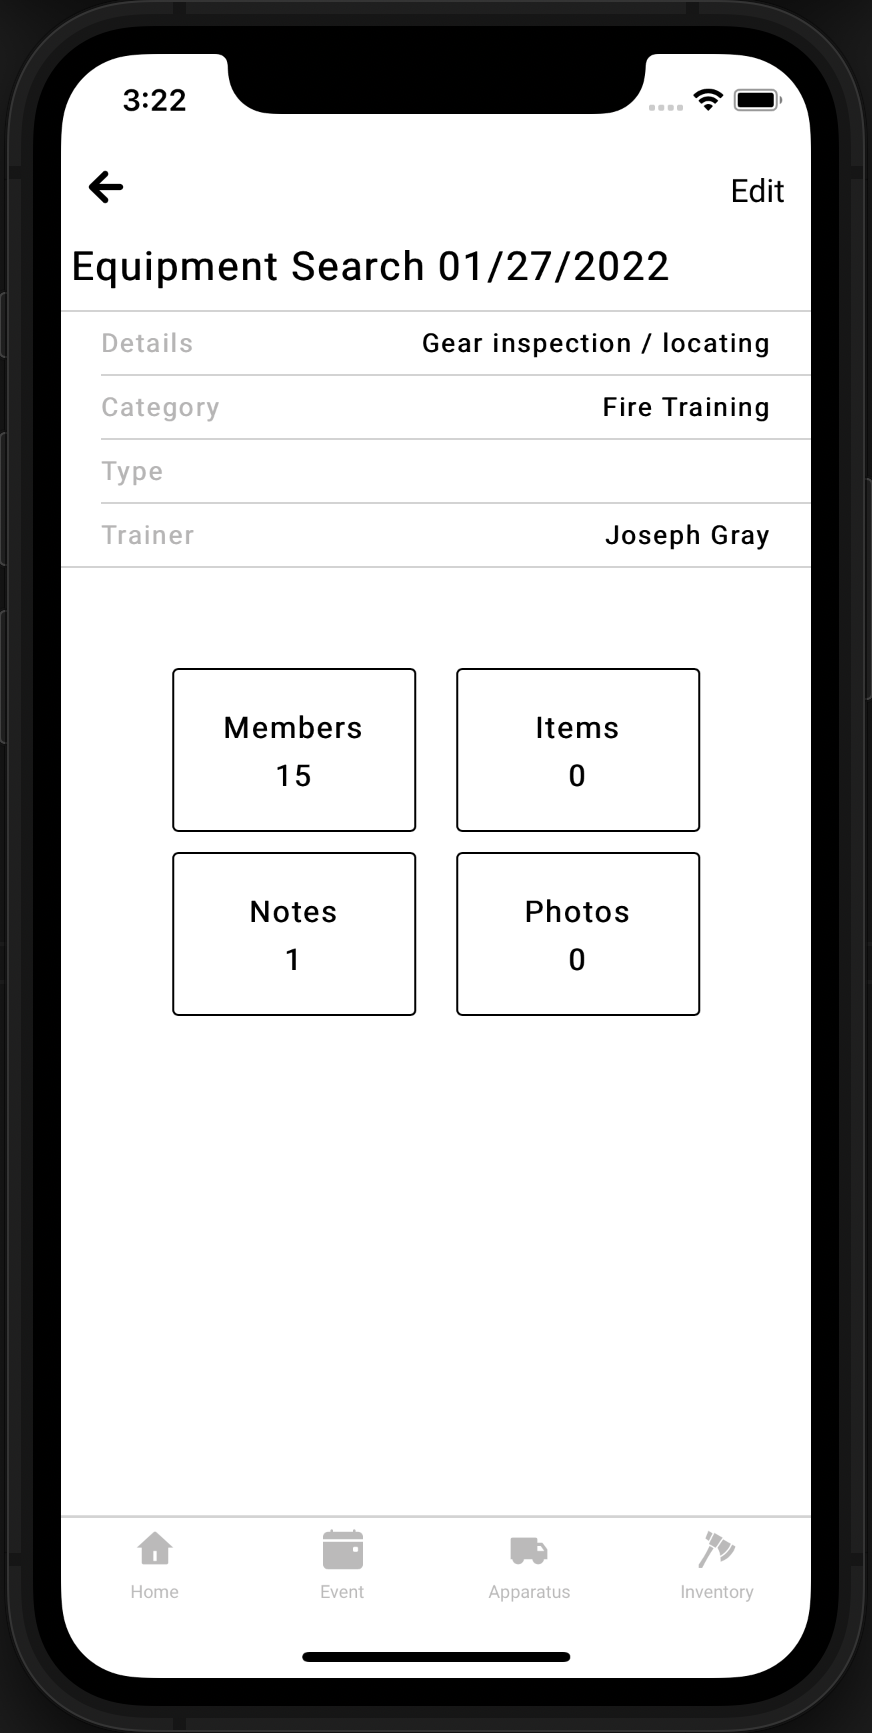 3:22
Edit
Equipment Search 01/27/2022
Details Gear inspection / locating
Category Fire Training
Type
Trainer Joseph Gray
Members Items
15 0
Notes Photos
1 0
Home Event Apparatus Inventory